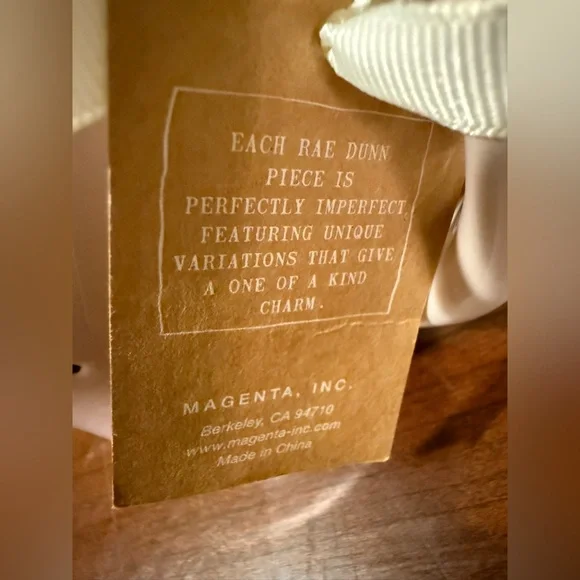 EACH RAE DUNN
PIECE IS
PERFECTLY IMPERFECT
FEATURING UNIQUE
VARIATIONS THAT GIVE
A ONE OF A KIND
CHARM.
MAGENTA, INC.
Berkeley, CA 94710
www.magenta-inc.com
Made in China